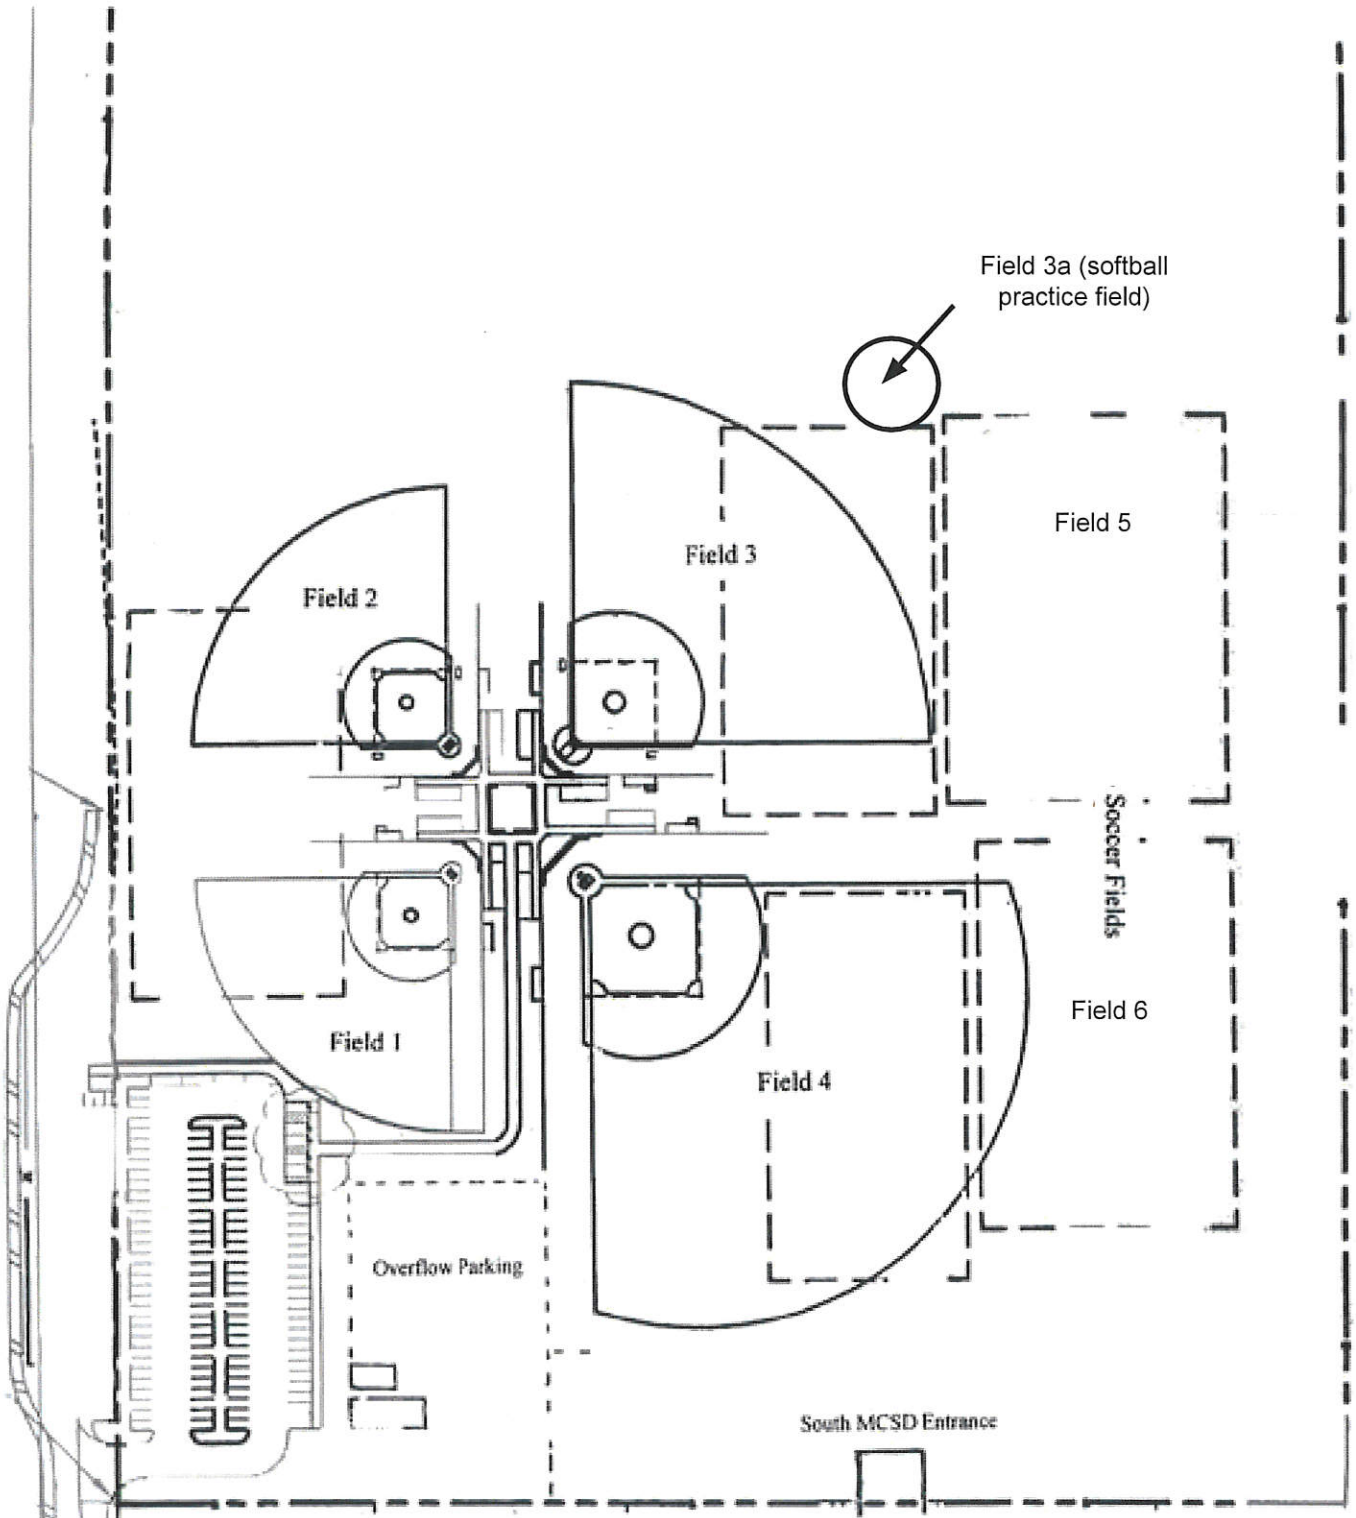 Field 3a (softball
practice field)
Field 5
Field 3
Field 2
Soccer Fields
Field 6
Field 1
Field 4
Overflow Parking
South MCSD Entrance